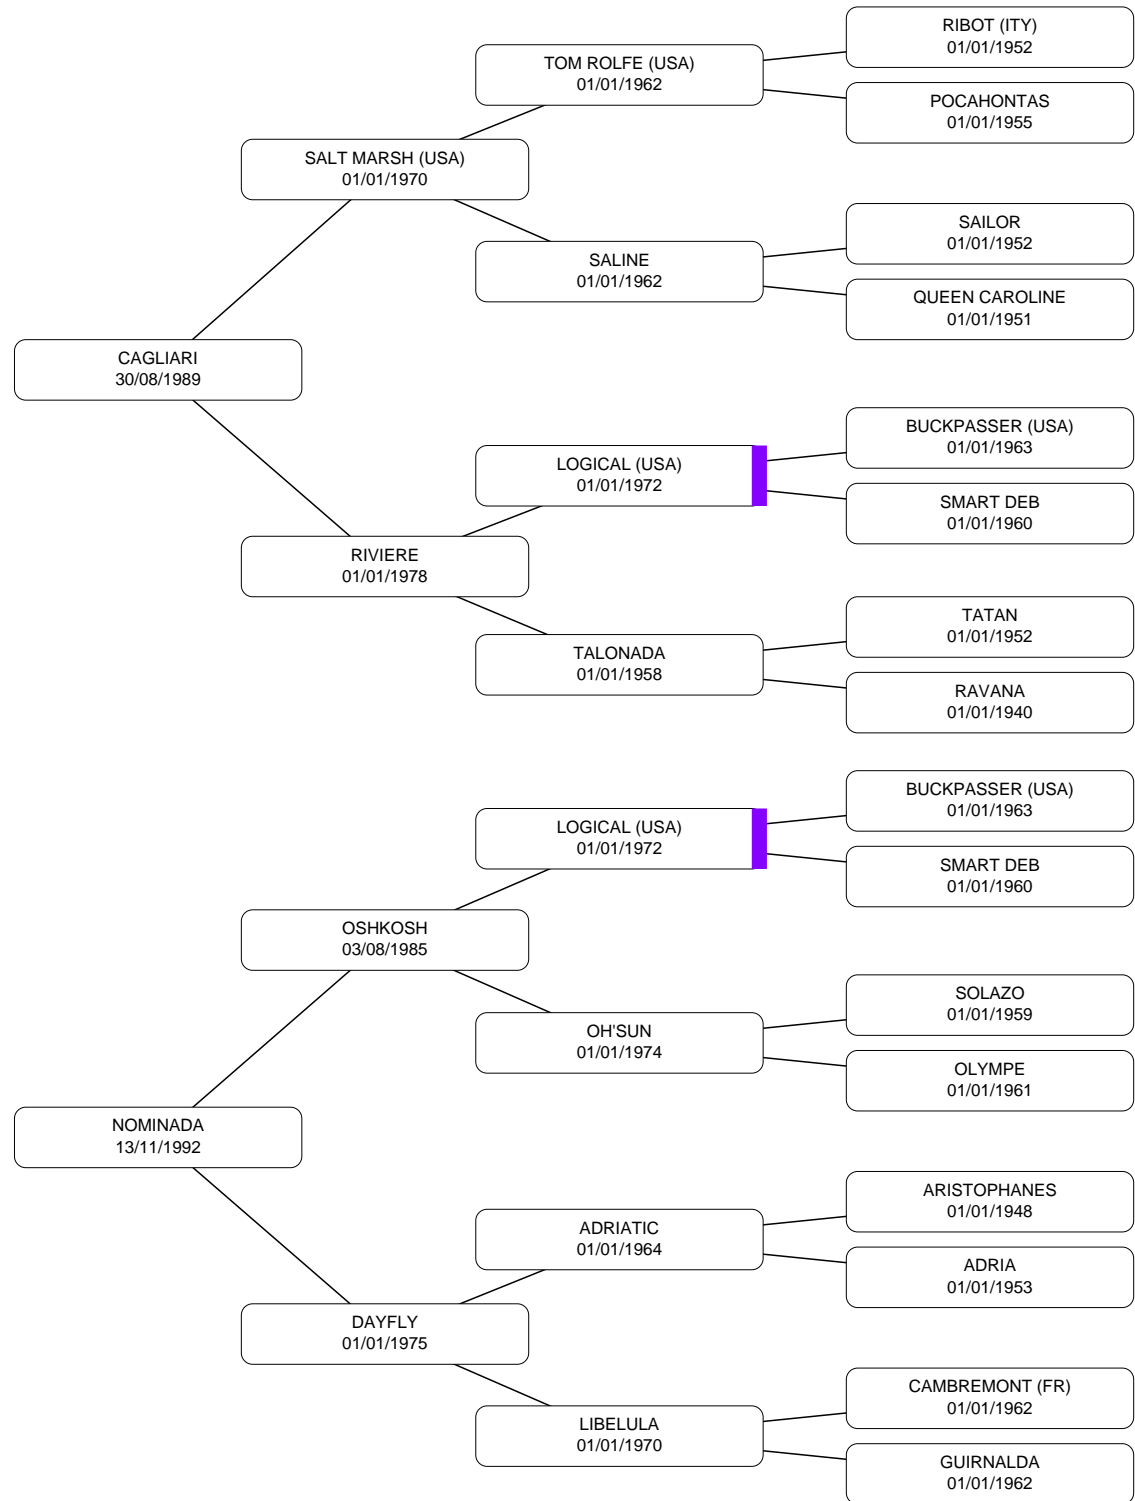 RIBOT (ITY)
01/01/1952
TOM ROLFE (USA)
01/01/1962
POCAHONTAS
01/01/1955
SALT MARSH (USA)
01/01/1970
SAILOR
01/01/1952
SALINE
01/01/1962
QUEEN CAROLINE
01/01/1951
CAGLIARI
30/08/1989
BUCKPASSER (USA)
01/01/1963
LOGICAL (USA)
01/01/1972
SMART DEB
01/01/1960
RIVIERE
01/01/1978
TATAN
01/01/1952
TALONADA
01/01/1958
RAVANA
01/01/1940
BUCKPASSER (USA)
01/01/1963
LOGICAL (USA)
01/01/1972
SMART DEB
01/01/1960
OSHKOSH
03/08/1985
SOLAZO
01/01/1959
OH'SUN
01/01/1974
OLYMPE
01/01/1961
NOMINADA
13/11/1992
ARISTOPHANES
01/01/1948
ADRIATIC
01/01/1964
ADRIA
01/01/1953
DAYFLY
01/01/1975
CAMBREMONT (FR)
01/01/1962
LIBELULA
01/01/1970
GUIRNALDA
01/01/1962